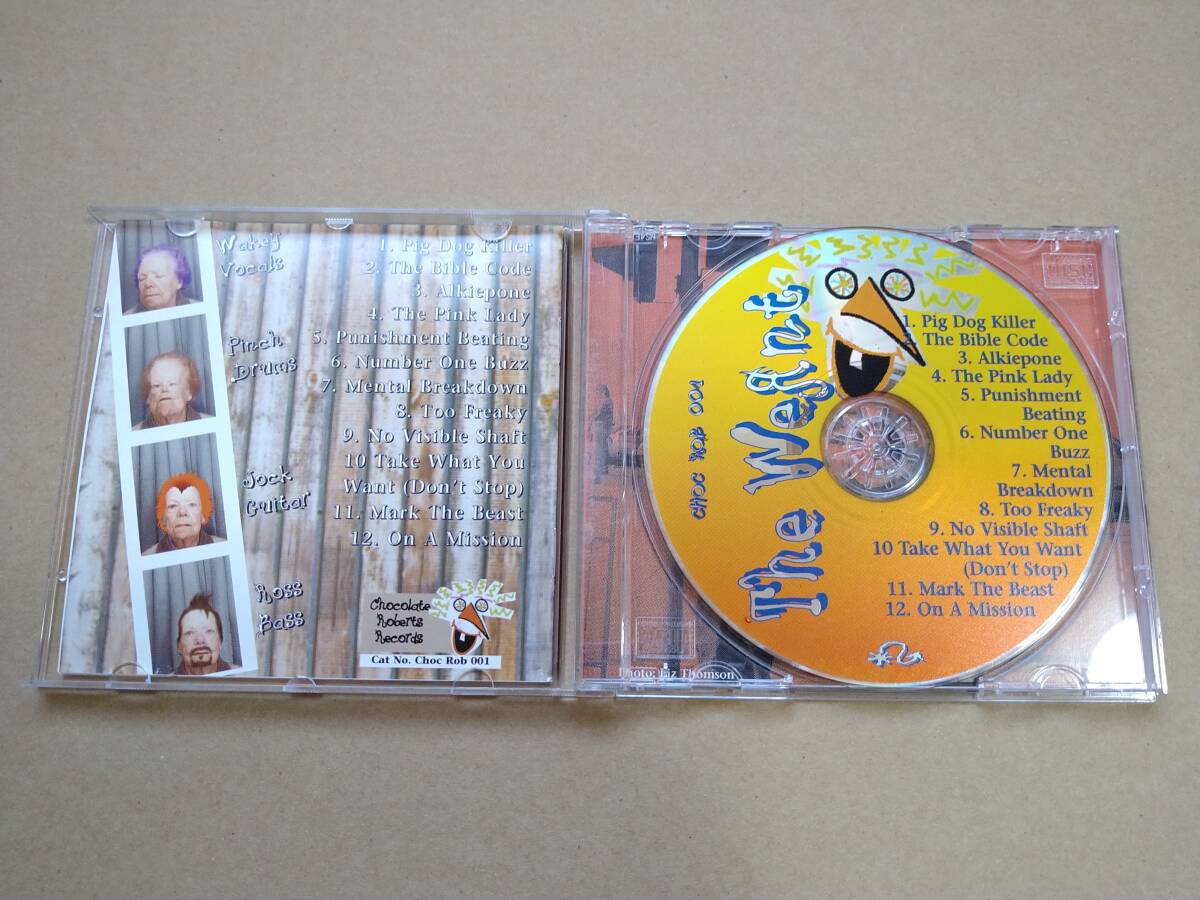 Wakey
Vocals
Pinch
Drums
Jock
Guitar
Ross
Bass
1. Pig Dog Killer
2. The Bible Code
3. Alkiepone
4. The Pink Lady
5. Punishment Beating
6. Number One Buzz
7. Mental Breakdown
8. Too Freaky
9. No Visible Shaft
10 Take What You
Want (Don't Stop)
11. Mark The Beast
12. On A Mission
Chocolate
Roberts
Records
Cat No. Choc Rob 001
The
CHOC ROB 001
1. Pig Dog Killer
2. The Bible Code
3. Alkiepone
4. The Pink Lady
5. Punishment
Beating
6. Number One
Buzz
7. Mental
Breakdown
8. Too Freaky
9. No Visible Shaft
10 Take What You Want
(Don't Stop)
11. Mark The Beast
12. On A Mission
Photo: Liz Thomson